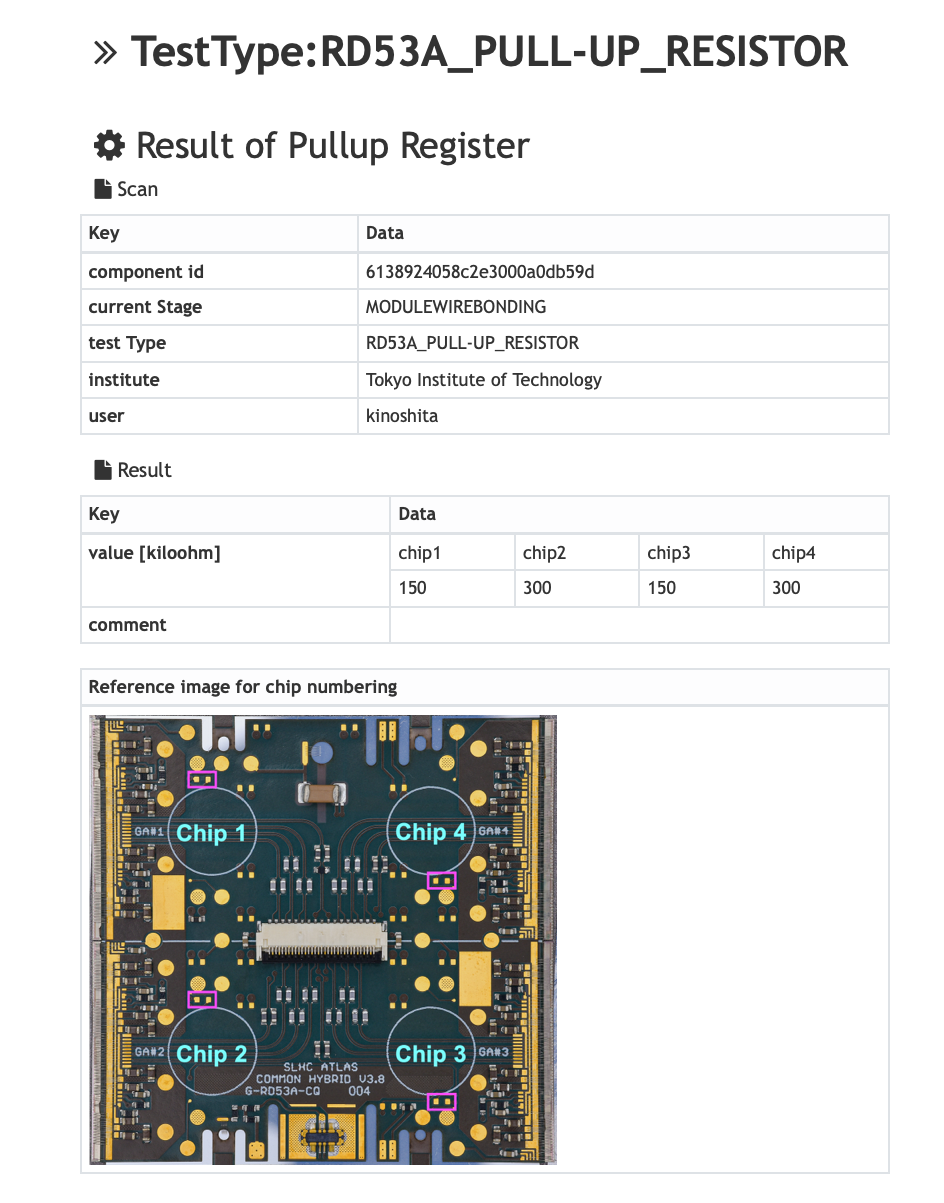 TestType:RD53A_PULL-UP_RESISTOR
Result of Pullup Register
Scan
Key Data
component id 6138924058c2e3000a0db59d
current Stage MODULEWIREBONDING
test Type RD53A_PULL-UP_RESISTOR
institute Tokyo Institute of Technology
user kinoshita
Result
Key Data
value [kiloohm] chip1 chip2 chip3 chip4
150 300 150 300
comment
Reference image for chip numbering
GA#1 Chip 1 Chip 4 GA#4
GA#2 Chip 2 Chip 3 GA#3
SLHC ATLAS
COMMON HYBRID V3.8
G-RD53A-CQ 004